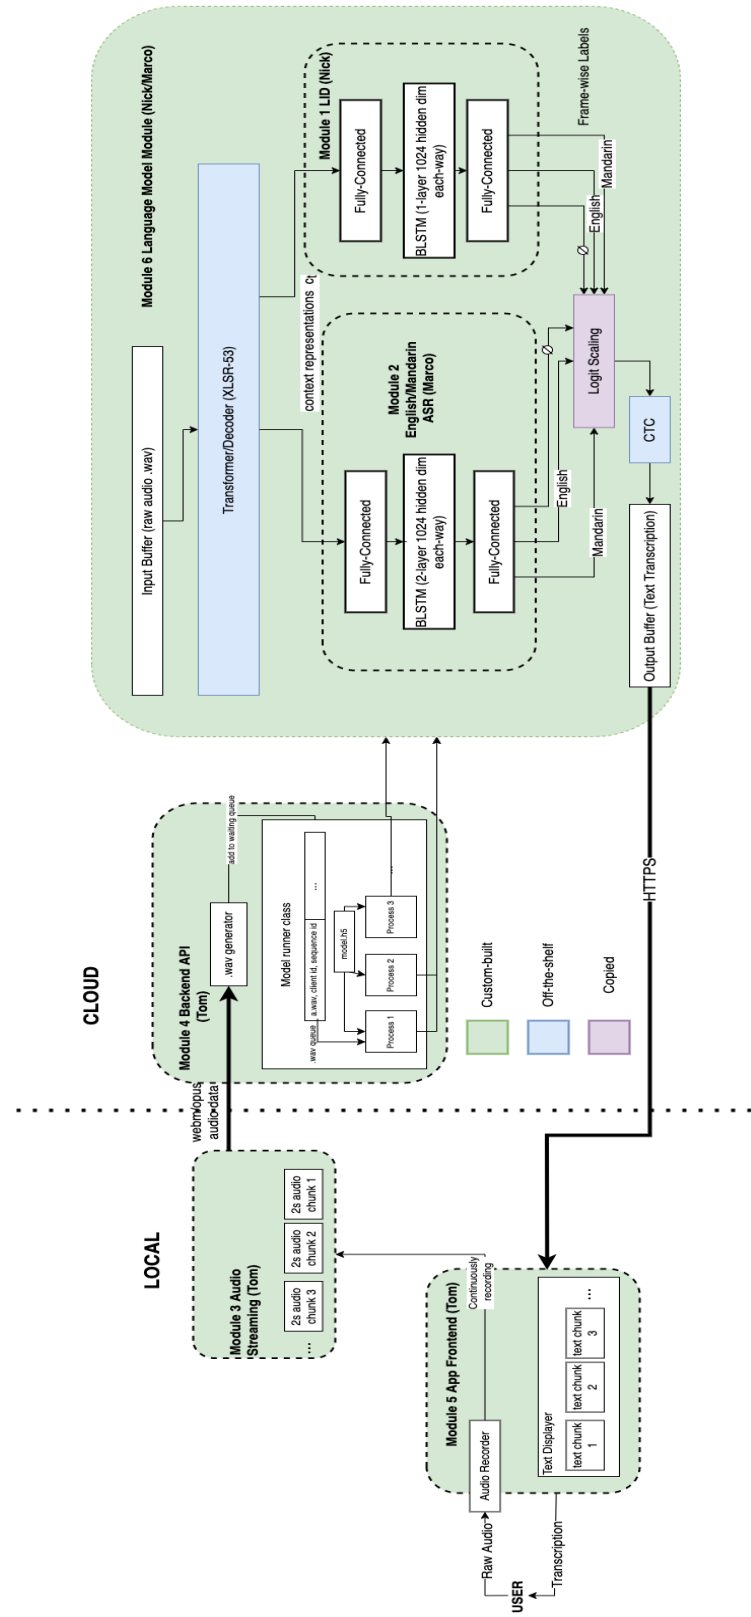 LOCAL
CLOUD
USER
Raw Audio
Transcription
Module 5 App Frontend (Tom)
Audio Recorder
Continuously
recording
Text Displayer
text chunk
1
text chunk
2
text chunk
3
...
Module 3 Audio
Streaming (Tom)
...
2s audio
chunk 3
2s audio
chunk 2
2s audio
chunk 1
webm/opus
audio data
Module 4 Backend API
(Tom)
.wav generator
add to waiting queue
Model runner class
.wav queue
a.wav, client id, sequence id
...
model.h5
Process 1
Process 2
Process 3
...
Custom-built
Off-the-shelf
Copied
HTTPS
Module 6 Language Model Module (Nick/Marco)
Input Buffer (raw audio .wav)
Transformer/Decoder (XLSR-53)
context representations ct
Module 2
English/Mandarin
ASR (Marco)
Fully-Connected
BLSTM (2-layer 1024 hidden dim
each-way)
Fully-Connected
Mandarin
English
∅
Module 1 LID (Nick)
Fully-Connected
BLSTM (1-layer 1024 hidden dim
each-way)
Fully-Connected
∅
English
Mandarin
Frame-wise Labels
Logit Scaling
CTC
Output Buffer (Text Transcription)